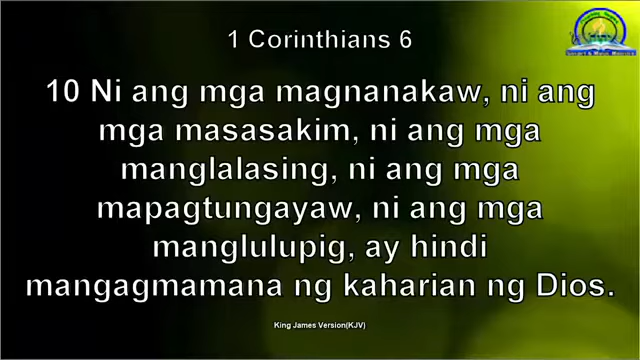 1 Corinthians 6
10 Ni ang mga magnanakaw, ni ang
mga masasakim, ni ang mga
manglalasing, ni ang mga
mapagtungayaw, ni ang mga
manglulupig, ay hindi
mangagmamana ng kaharian ng Dios.
King James Version(KJV)